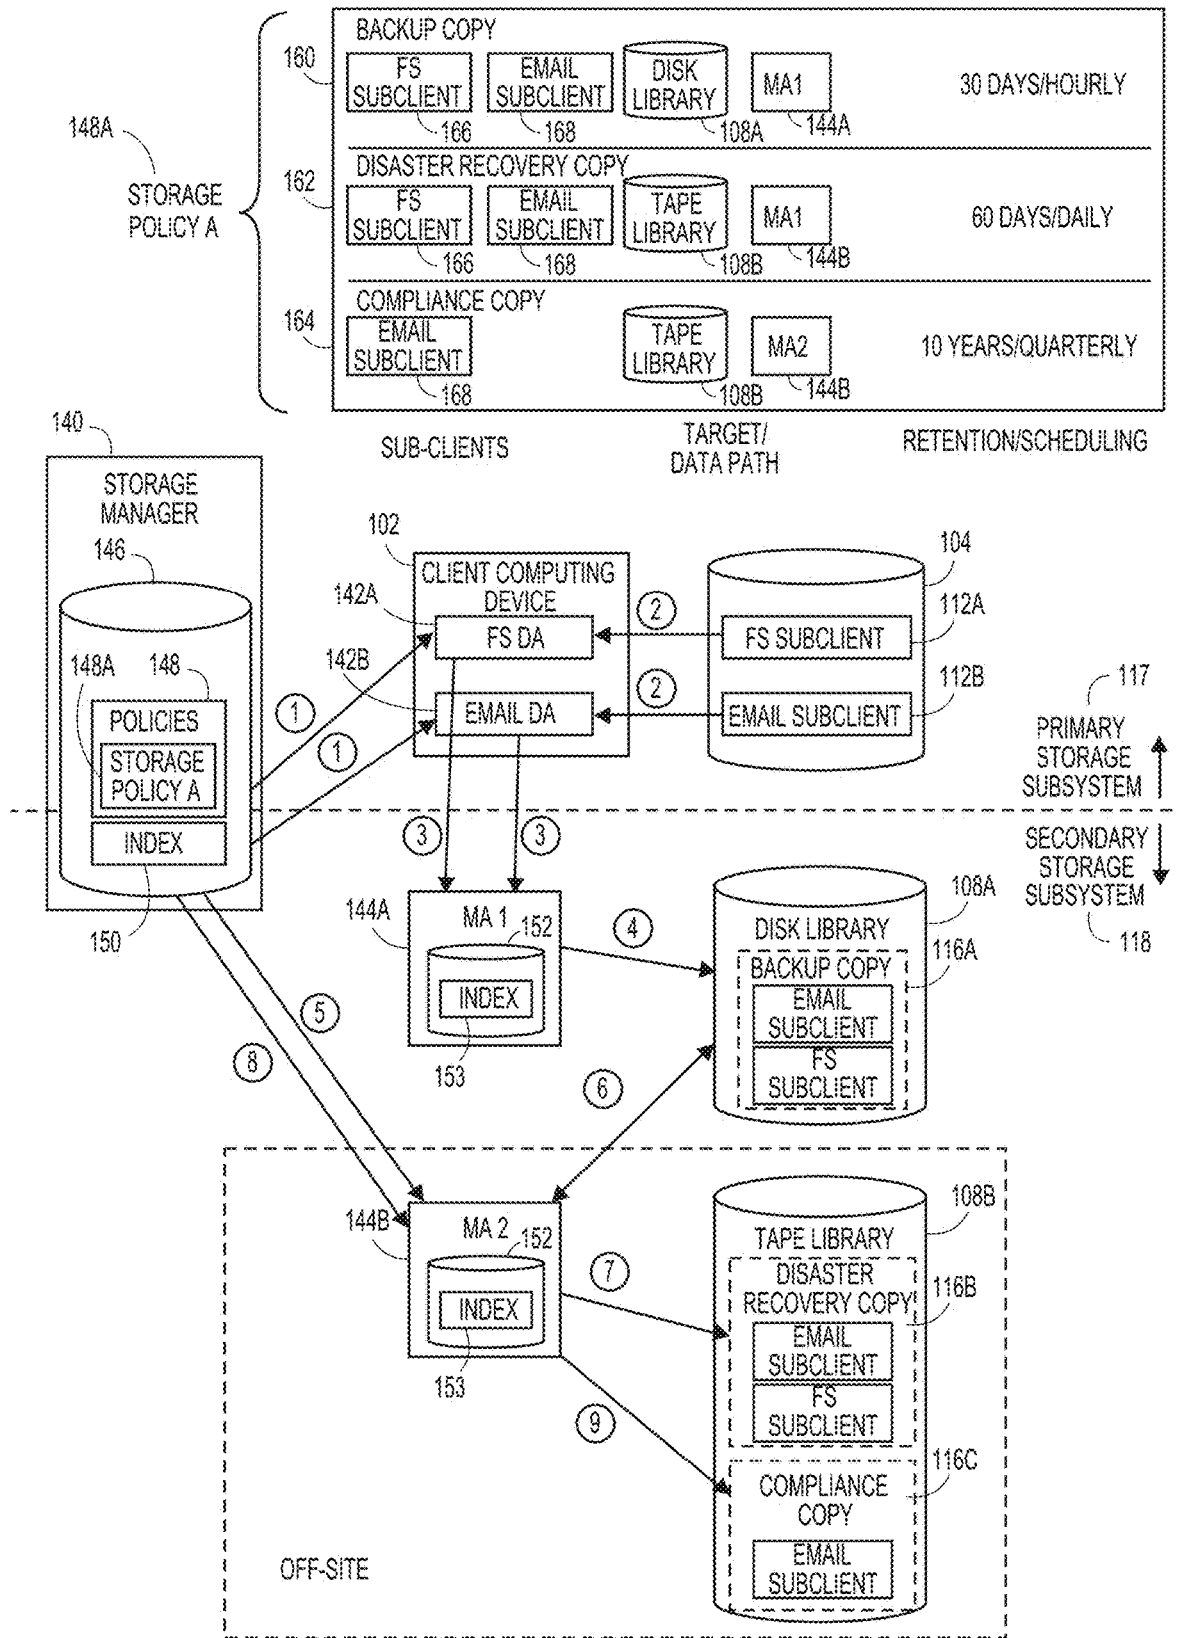 BACKUP COPY
160
FS
SUBCLIENT
166
EMAIL
SUBCLIENT
168
DISK
LIBRARY
108A
MA1
144A
30 DAYS/HOURLY
148A
STORAGE
POLICY A
DISASTER RECOVERY COPY
162
FS
SUBCLIENT
166
EMAIL
SUBCLIENT
168
TAPE
LIBRARY
108B
MA1
144B
60 DAYS/DAILY
COMPLIANCE COPY
164
EMAIL
SUBCLIENT
168
TAPE
LIBRARY
108B
MA2
144B
10 YEARS/QUARTERLY
SUB-CLIENTS
TARGET/
DATA PATH
RETENTION/SCHEDULING
140
STORAGE
MANAGER
146
148A
148
POLICIES
STORAGE
POLICY A
INDEX
150
102
CLIENT COMPUTING
DEVICE
142A
FS DA
142B
EMAIL DA
104
112A
FS SUBCLIENT
112B
EMAIL SUBCLIENT
1
1
2
2
117
PRIMARY
STORAGE
SUBSYSTEM
SECONDARY
STORAGE
SUBSYSTEM
118
3
3
144A
MA 1
152
INDEX
153
4
108A
DISK LIBRARY
116A
BACKUP COPY
EMAIL
SUBCLIENT
FS
SUBCLIENT
5
8
6
144B
MA 2
152
INDEX
153
7
9
108B
TAPE LIBRARY
DISASTER
RECOVERY COPY
116B
EMAIL
SUBCLIENT
FS
SUBCLIENT
116C
COMPLIANCE
COPY
EMAIL
SUBCLIENT
OFF-SITE